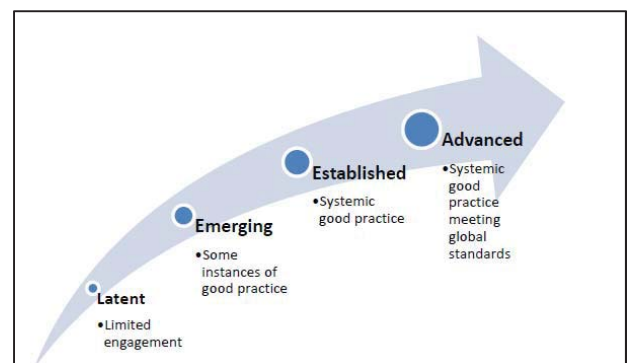 Latent
•Limited
engagement
Emerging
•Some
instances of
good practice
Established
•Systemic
good practice
Advanced
•Systemic
good
practice
meeting
global
standards